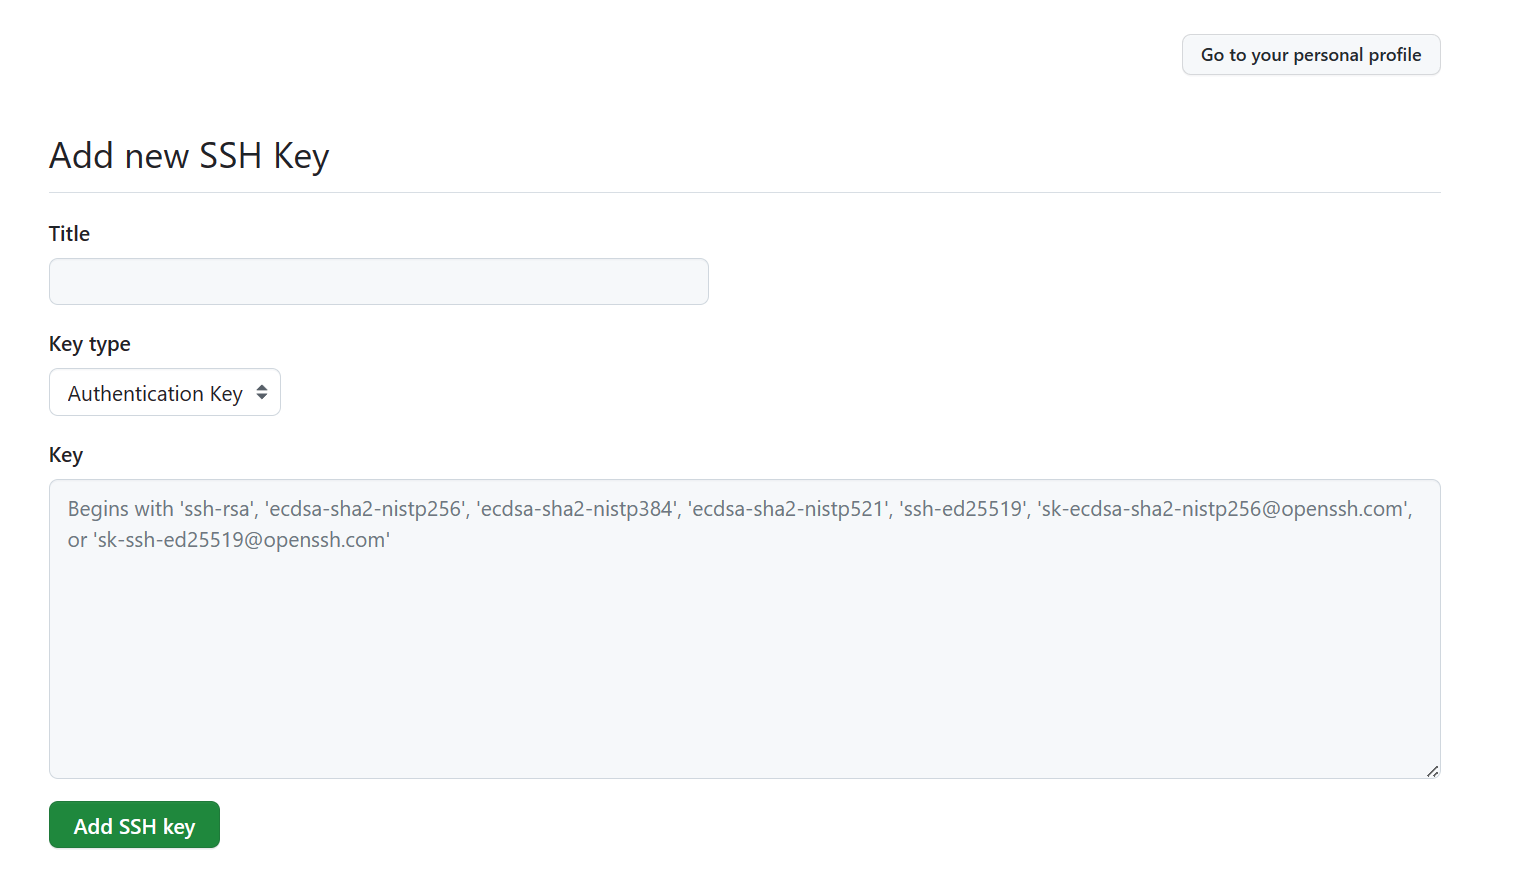 Go to your personal profile
Add new SSH Key
Title
Key type
Authentication Key
Key
Begins with 'ssh-rsa', 'ecdsa-sha2-nistp256', 'ecdsa-sha2-nistp384', 'ecdsa-sha2-nistp521', 'ssh-ed25519', 'sk-ecdsa-sha2-nistp256@openssh.com',
or 'sk-ssh-ed25519@openssh.com'
Add SSH key